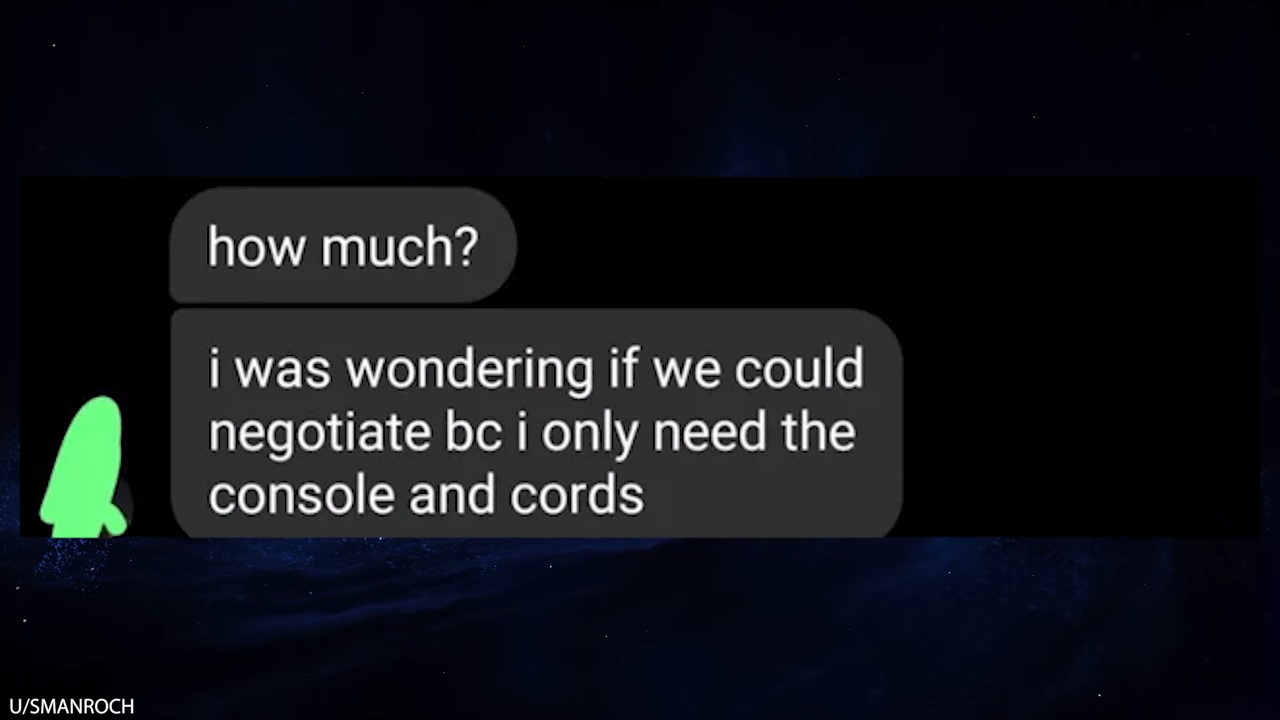 how much?
i was wondering if we could
negotiate bc i only need the
console and cords
U/SMANROCH